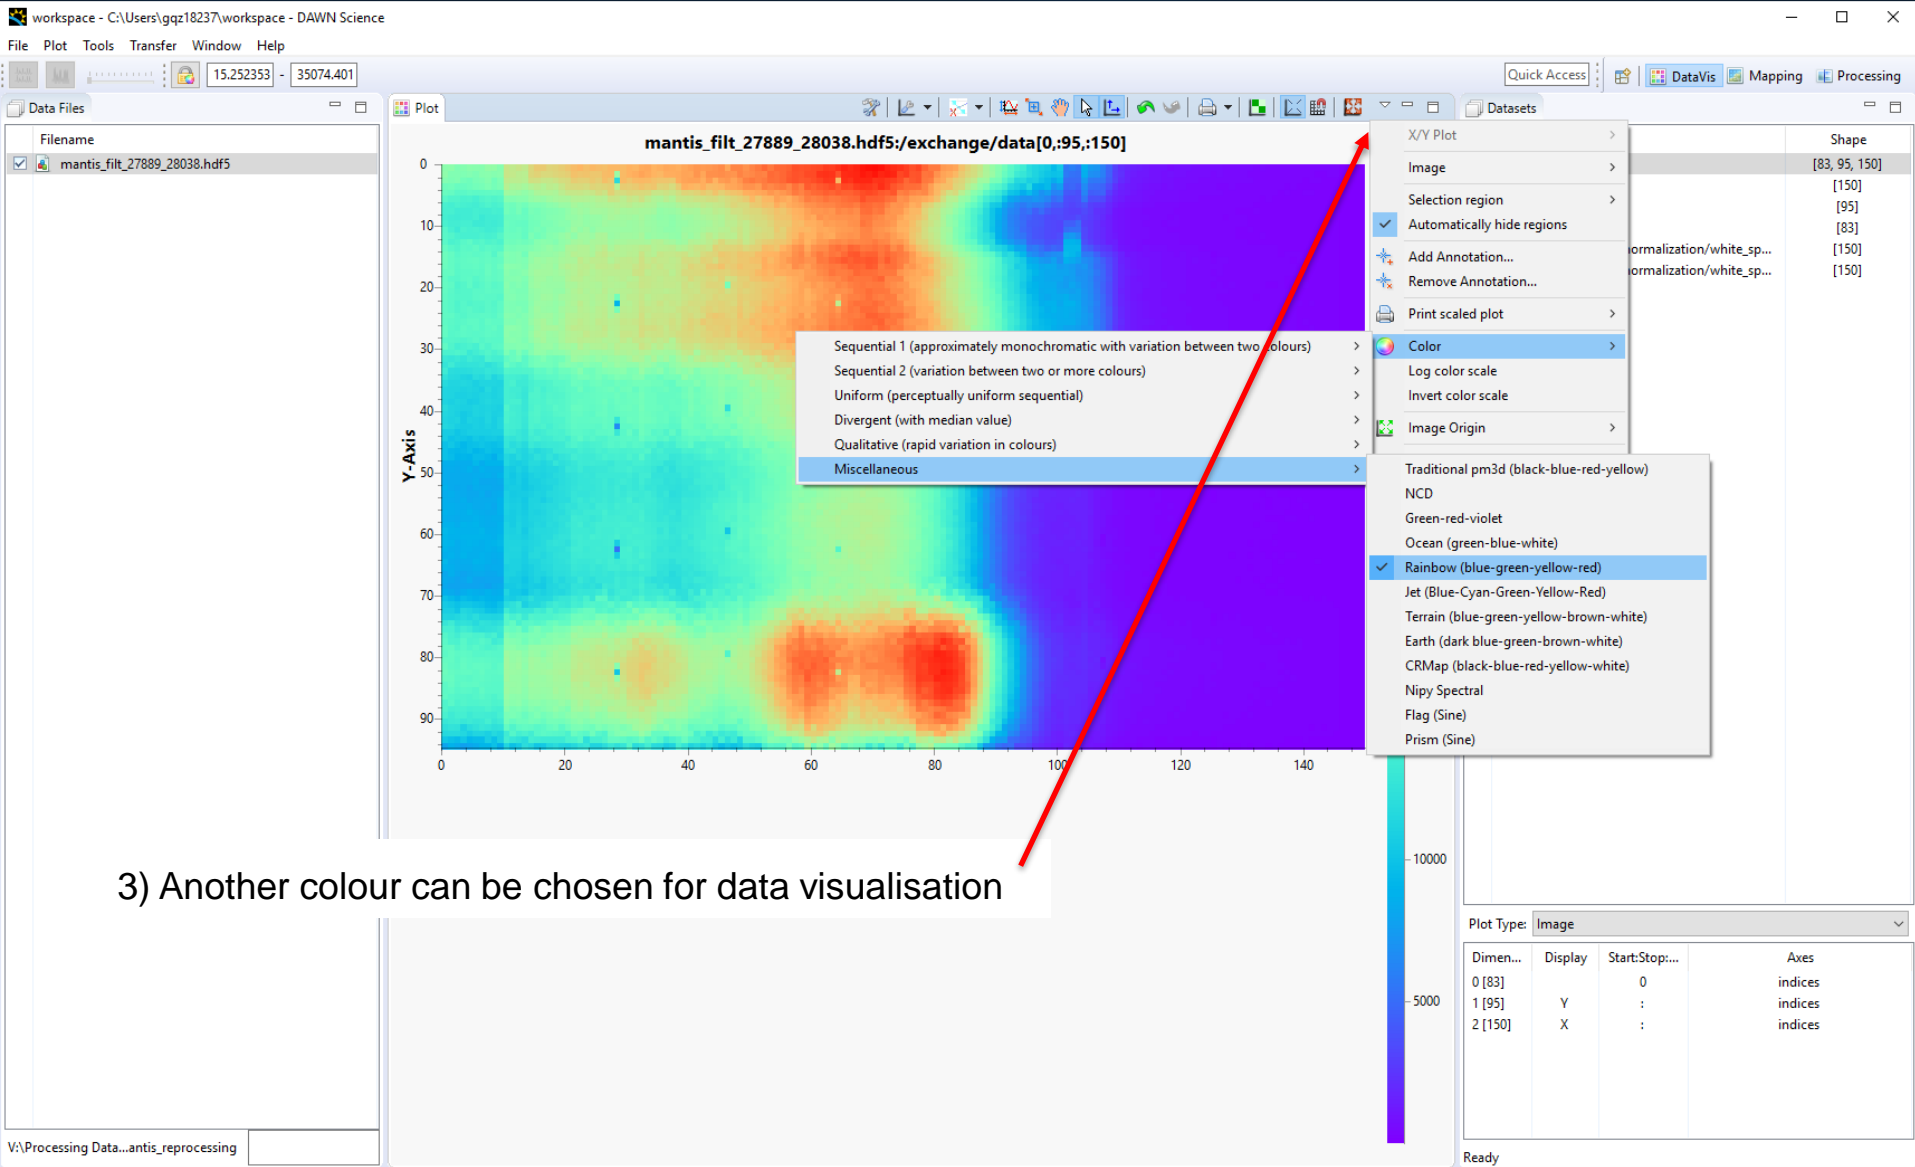 workspace - C:\Users\gqz18237\workspace - DAWN Science
File Plot Tools Transfer Window Help
15.252353 - 35074.401
Quick Access
DataVis Mapping Processing
Data Files
Filename
mantis_filt_27889_28038.hdf5
Plot
mantis_filt_27889_28038.hdf5:/exchange/data[0,:95,:150]
Y-Axis
0
10
20
30
40
50
60
70
80
90
0 20 40 60 80 100 120 140
10000
5000
X/Y Plot
Image
Selection region
Automatically hide regions
Add Annotation...
Remove Annotation...
Print scaled plot
Color
Log color scale
Invert color scale
Image Origin
Sequential 1 (approximately monochromatic with variation between two colours)
Sequential 2 (variation between two or more colours)
Uniform (perceptually uniform sequential)
Divergent (with median value)
Qualitative (rapid variation in colours)
Miscellaneous
Traditional pm3d (black-blue-red-yellow)
NCD
Green-red-violet
Ocean (green-blue-white)
Rainbow (blue-green-yellow-red)
Jet (Blue-Cyan-Green-Yellow-Red)
Terrain (blue-green-yellow-brown-white)
Earth (dark blue-green-brown-white)
CRMap (black-blue-red-yellow-white)
Nipy Spectral
Flag (Sine)
Prism (Sine)
3) Another colour can be chosen for data visualisation
Datasets
Shape
[83, 95, 150]
[150]
[95]
[83]
ormalization/white_sp... [150]
ormalization/white_sp... [150]
Plot Type: Image
Dimen... Display Start:Stop:... Axes
0 [83] 0 indices
1 [95] Y : indices
2 [150] X : indices
V:\Processing Data...antis_reprocessing
Ready